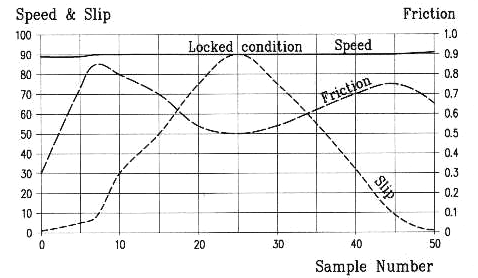 Speed & Slip Friction
100 1.0
Locked condition Speed
90 0.9
80 0.8
Friction
70 0.7
60 0.6
50 0.5
40 0.4
30 0.3
Slip
20 0.2
10 0.1
0 0
0 10 20 30 40 50
Sample Number